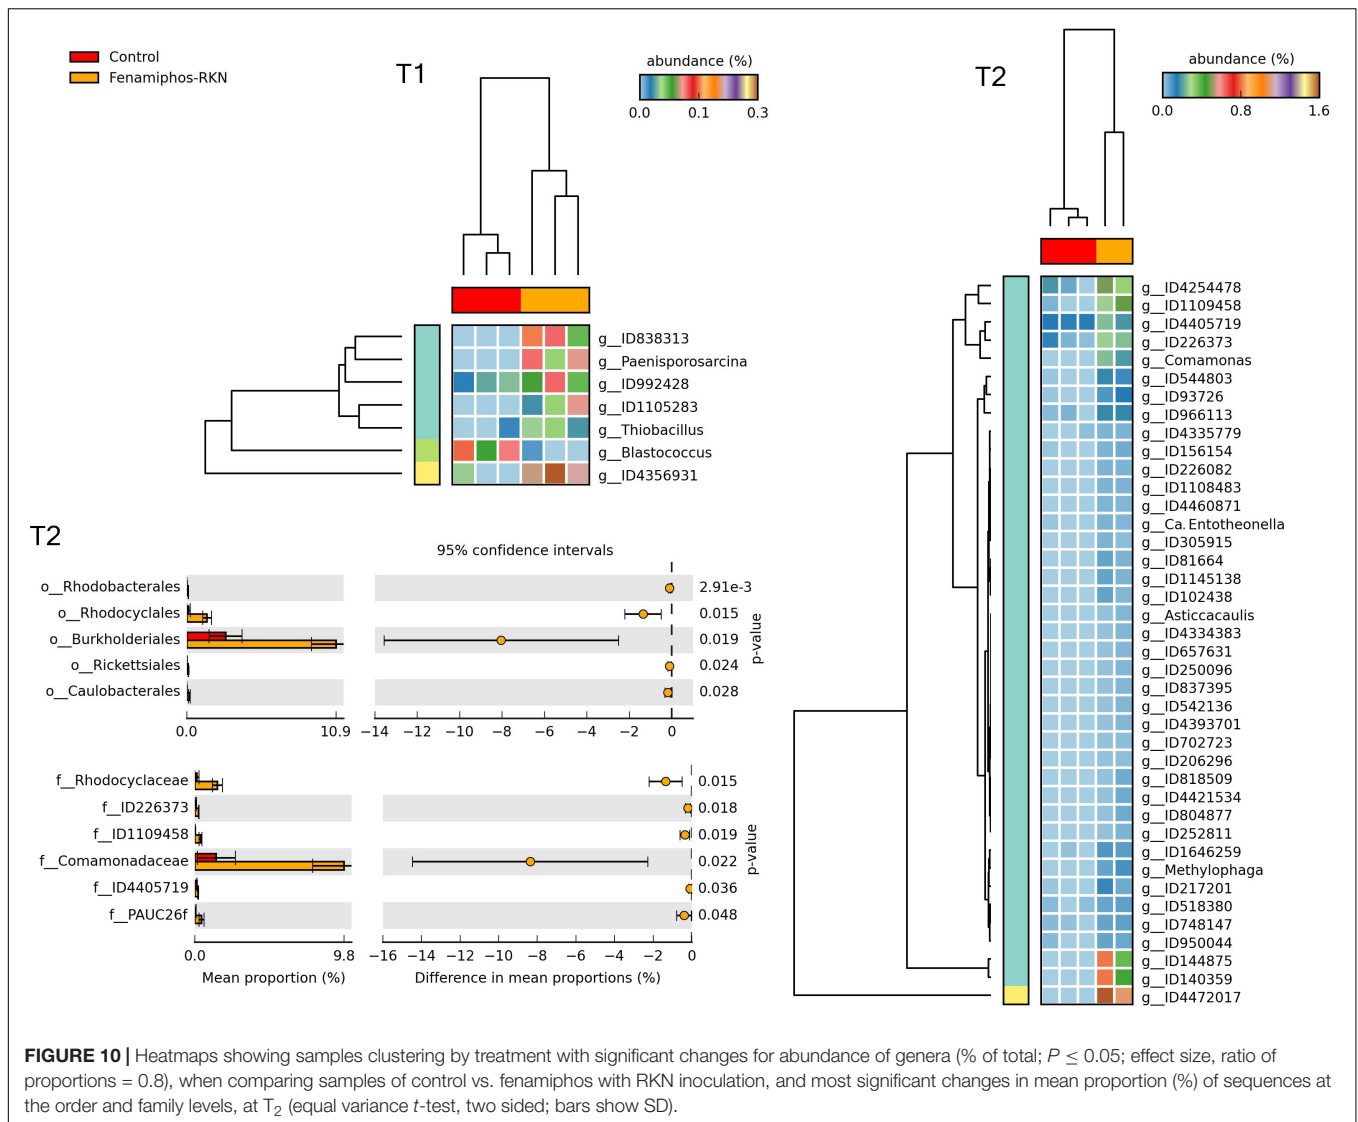 Control
Fenamiphos-RKN
T1
abundance (%)
0.0 0.1 0.3
g__ID838313
g__Paenisporosarcina
g__ID992428
g__ID1105283
g__Thiobacillus
g__Blastococcus
g__ID4356931
T2
abundance (%)
0.0 0.8 1.6
g__ID4254478
g__ID1109458
g__ID4405719
g__ID226373
g__Comamonas
g__ID544803
g__ID93726
g__ID966113
g__ID4335779
g__ID156154
g__ID226082
g__ID1108483
g__ID4460871
g__Ca. Entotheonella
g__ID305915
g__ID81664
g__ID1145138
g__ID102438
g__Asticcacaulis
g__ID4334383
g__ID657631
g__ID250096
g__ID837395
g__ID542136
g__ID4393701
g__ID702723
g__ID206296
g__ID818509
g__ID4421534
g__ID804877
g__ID252811
g__ID1646259
g__Methylophaga
g__ID217201
g__ID518380
g__ID748147
g__ID950044
g__ID144875
g__ID140359
g__ID4472017
T2
95% confidence intervals
o__Rhodobacterales 2.91e-3
o__Rhodocyclales 0.015
o__Burkholderiales 0.019
o__Rickettsiales 0.024
o__Caulobacterales 0.028
p-value
0.0 10.9 −14 −12 −10 −8 −6 −4 −2 0
f__Rhodocyclaceae 0.015
f__ID226373 0.018
f__ID1109458 0.019
f__Comamonadaceae 0.022
f__ID4405719 0.036
f__PAUC26f 0.048
p-value
0.0 9.8 −16 −14 −12 −10 −8 −6 −4 −2 0
Mean proportion (%) Difference in mean proportions (%)
FIGURE 10 | Heatmaps showing samples clustering by treatment with significant changes for abundance of genera (% of total; P ≤ 0.05; effect size, ratio of
proportions = 0.8), when comparing samples of control vs. fenamiphos with RKN inoculation, and most significant changes in mean proportion (%) of sequences at
the order and family levels, at T2 (equal variance t-test, two sided; bars show SD).